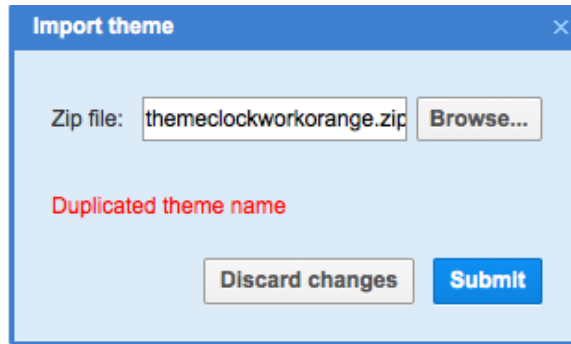 Import theme ×
Zip file: themeclockworkorange.zip Browse...
Duplicated theme name
Discard changes Submit